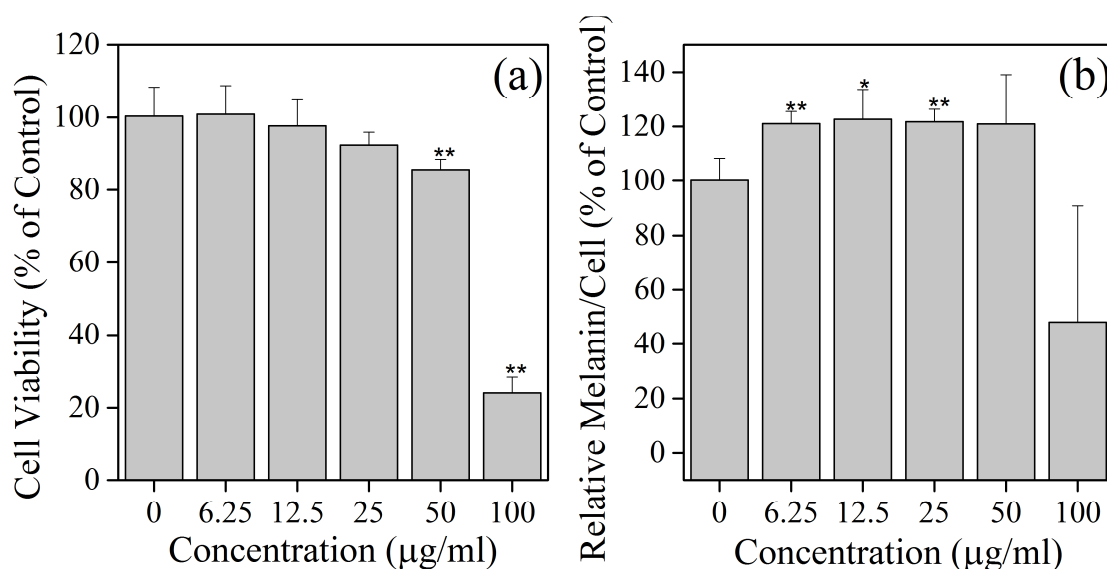 (a)
Cell Viability (% of Control)
120
100
80
60
40
20
0
**
**
0 6.25 12.5 25 50 100
Concentration (μg/ml)
(b)
Relative Melanin/Cell (% of Control)
140
120
100
80
60
40
20
0
**
*
**
0 6.25 12.5 25 50 100
Concentration (μg/ml)